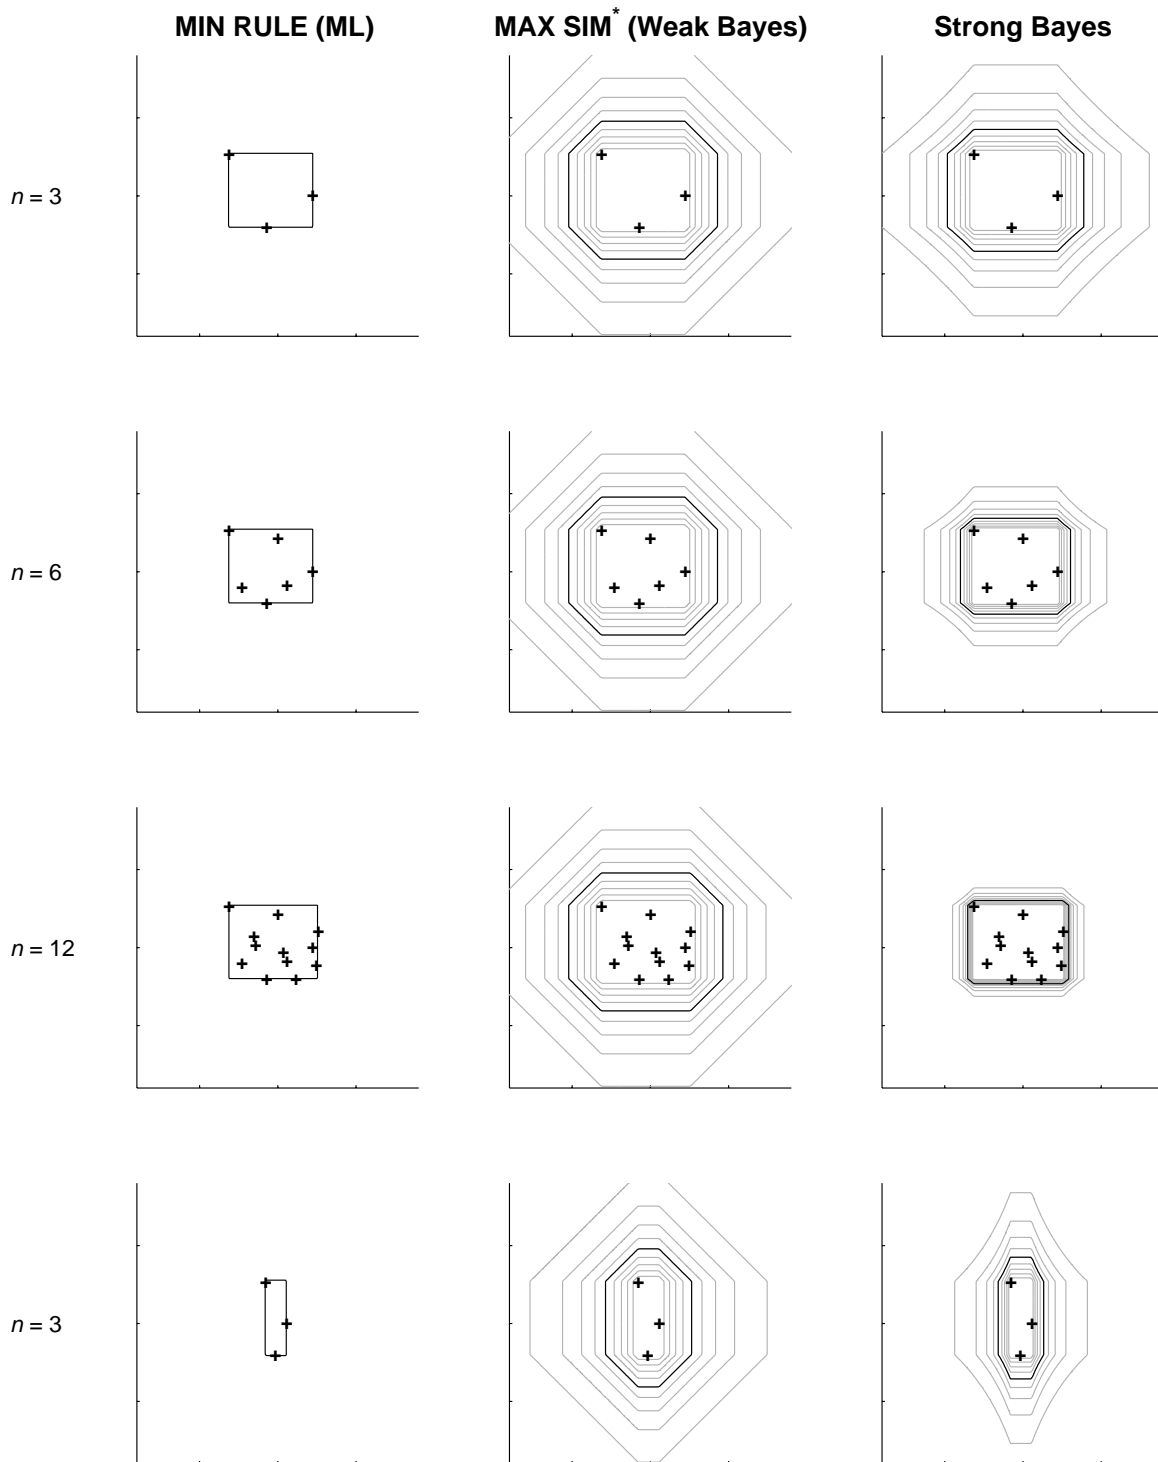 MIN RULE (ML) MAX SIM* (Weak Bayes) Strong Bayes
n = 3
n = 6
n = 12
n = 3